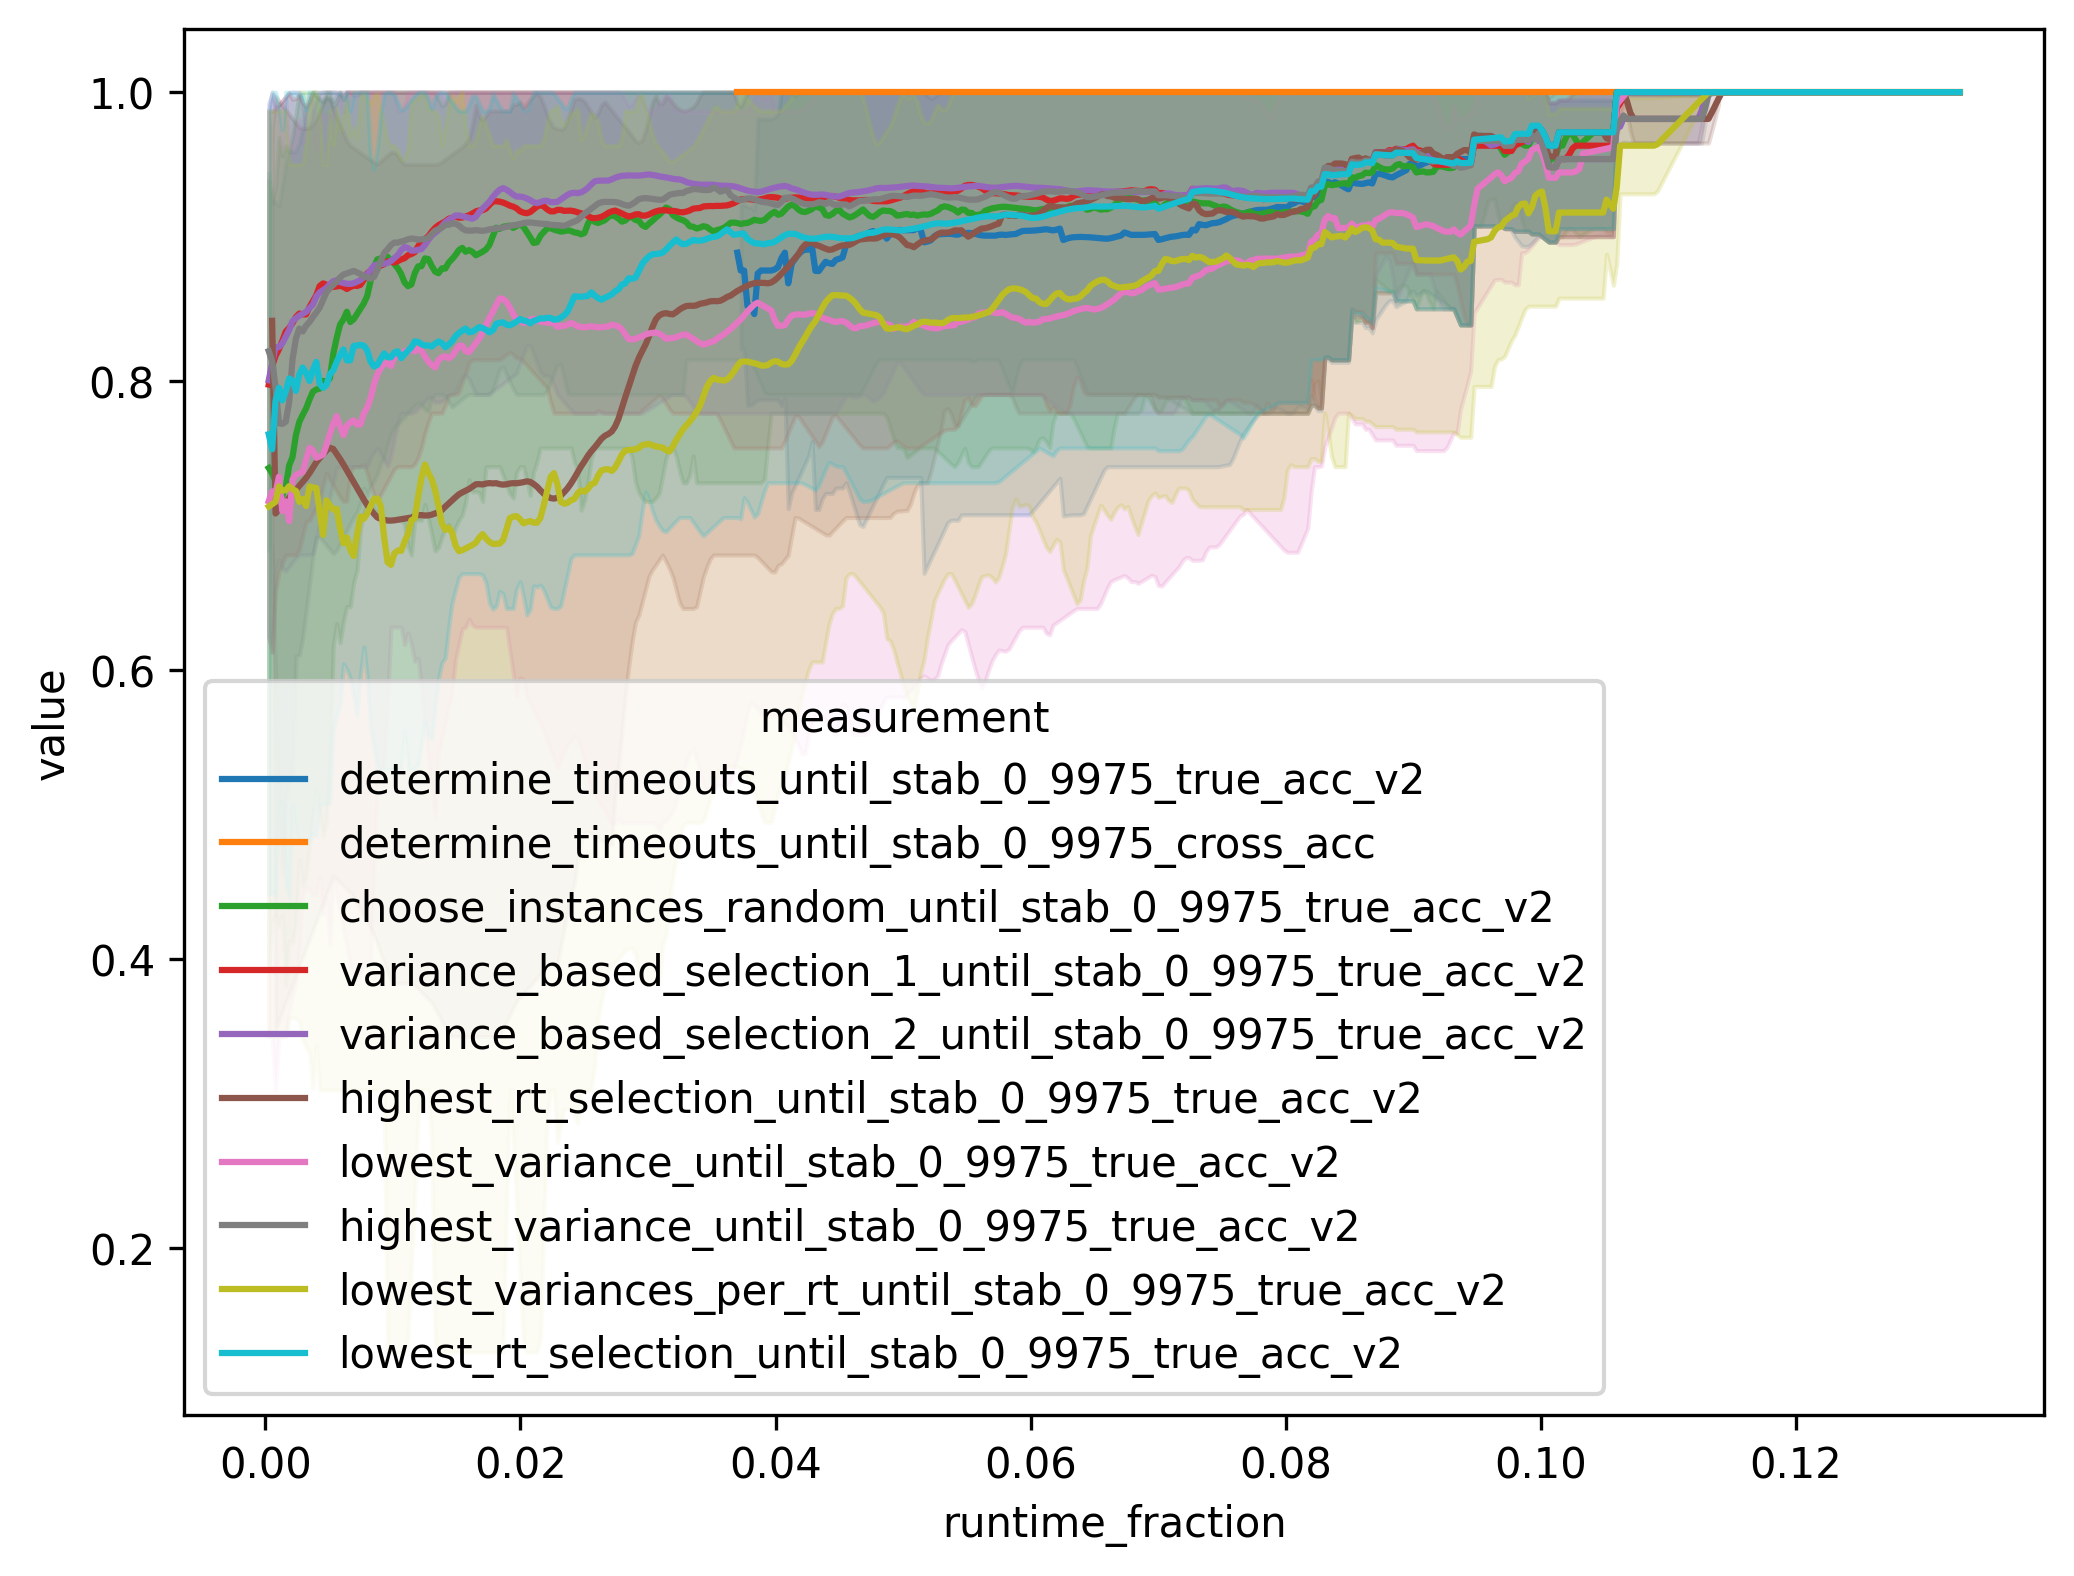 1.0
0.8
0.6
0.4
0.2
value
measurement
determine_timeouts_until_stab_0_9975_true_acc_v2
determine_timeouts_until_stab_0_9975_cross_acc
choose_instances_random_until_stab_0_9975_true_acc_v2
variance_based_selection_1_until_stab_0_9975_true_acc_v2
variance_based_selection_2_until_stab_0_9975_true_acc_v2
highest_rt_selection_until_stab_0_9975_true_acc_v2
lowest_variance_until_stab_0_9975_true_acc_v2
highest_variance_until_stab_0_9975_true_acc_v2
lowest_variances_per_rt_until_stab_0_9975_true_acc_v2
lowest_rt_selection_until_stab_0_9975_true_acc_v2
0.00 0.02 0.04 0.06 0.08 0.10 0.12
runtime_fraction